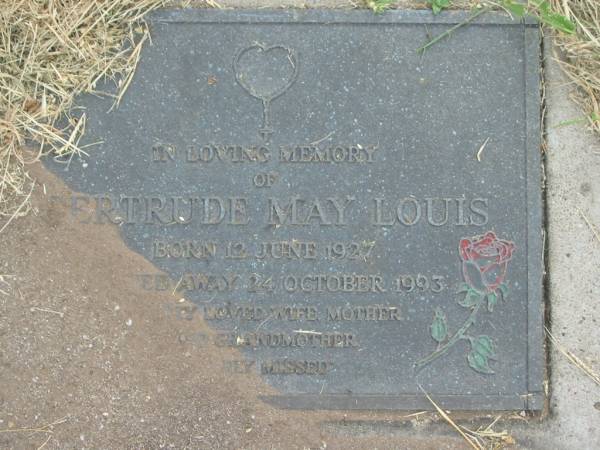 IN LOVING MEMORY
OF
GERTRUDE MAY LOUIS
BORN 12 JUNE 1927
AWAY 24 OCTOBER 1993
LOVED WIFE, MOTHER,
GRANDMOTHER,
MISSED